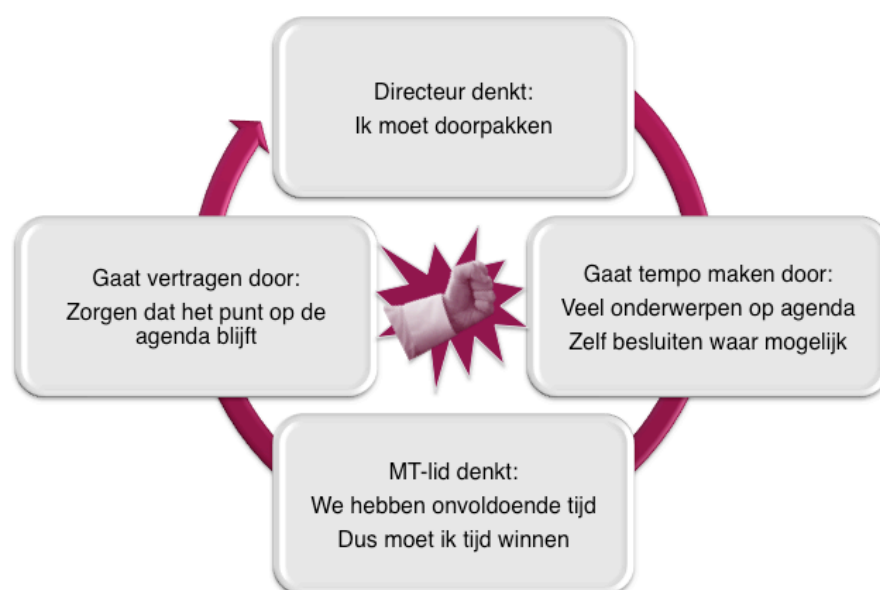 Directeur denkt:
Ik moet doorpakken
Gaat tempo maken door:
Veel onderwerpen op agenda
Zelf besluiten waar mogelijk
MT-lid denkt:
We hebben onvoldoende tijd
Dus moet ik tijd winnen
Gaat vertragen door:
Zorgen dat het punt op de
agenda blijft